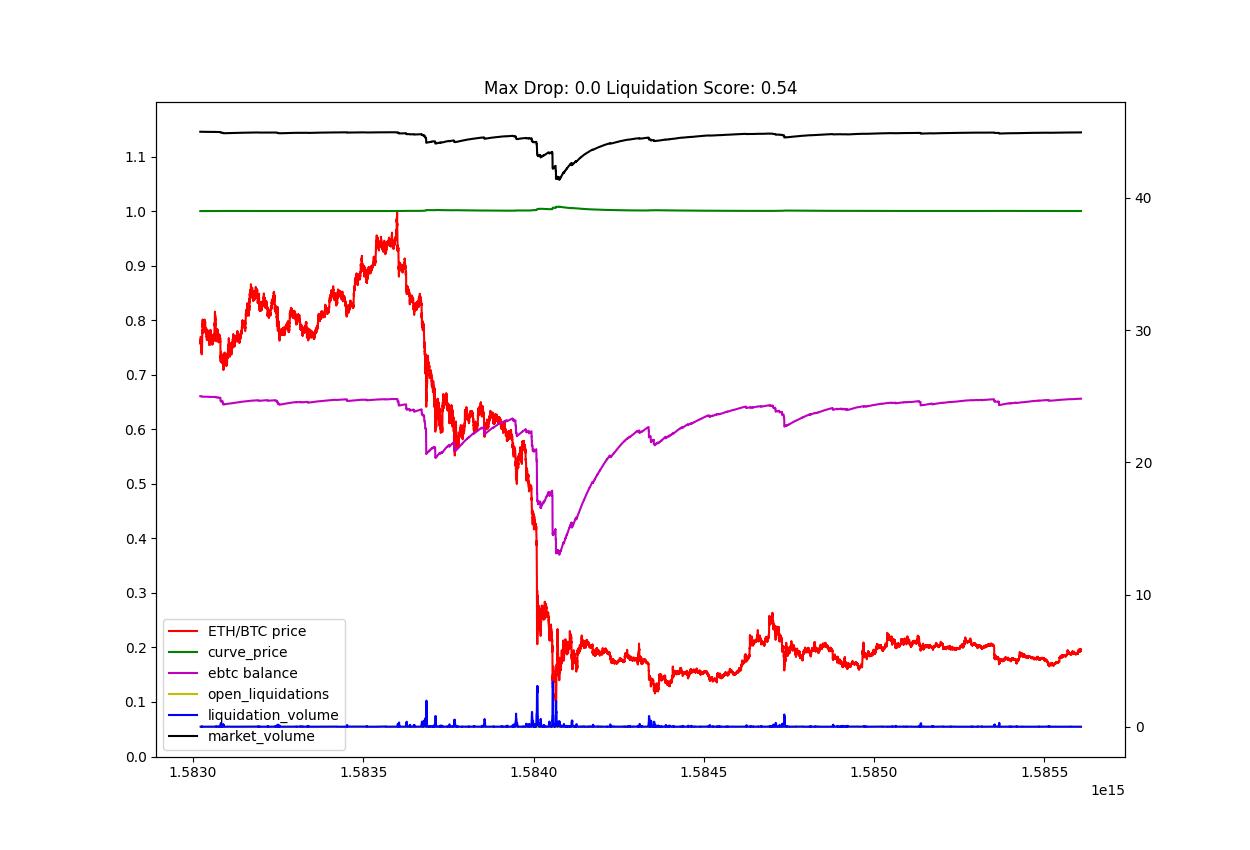 Max Drop: 0.0 Liquidation Score: 0.54
1.1
1.0
0.9
0.8
0.7
0.6
0.5
0.4
0.3
0.2
0.1
0.0
40
30
20
10
0
ETH/BTC price
curve_price
ebtc balance
open_liquidations
liquidation_volume
market_volume
1.5830 1.5835 1.5840 1.5845 1.5850 1.5855
1e15